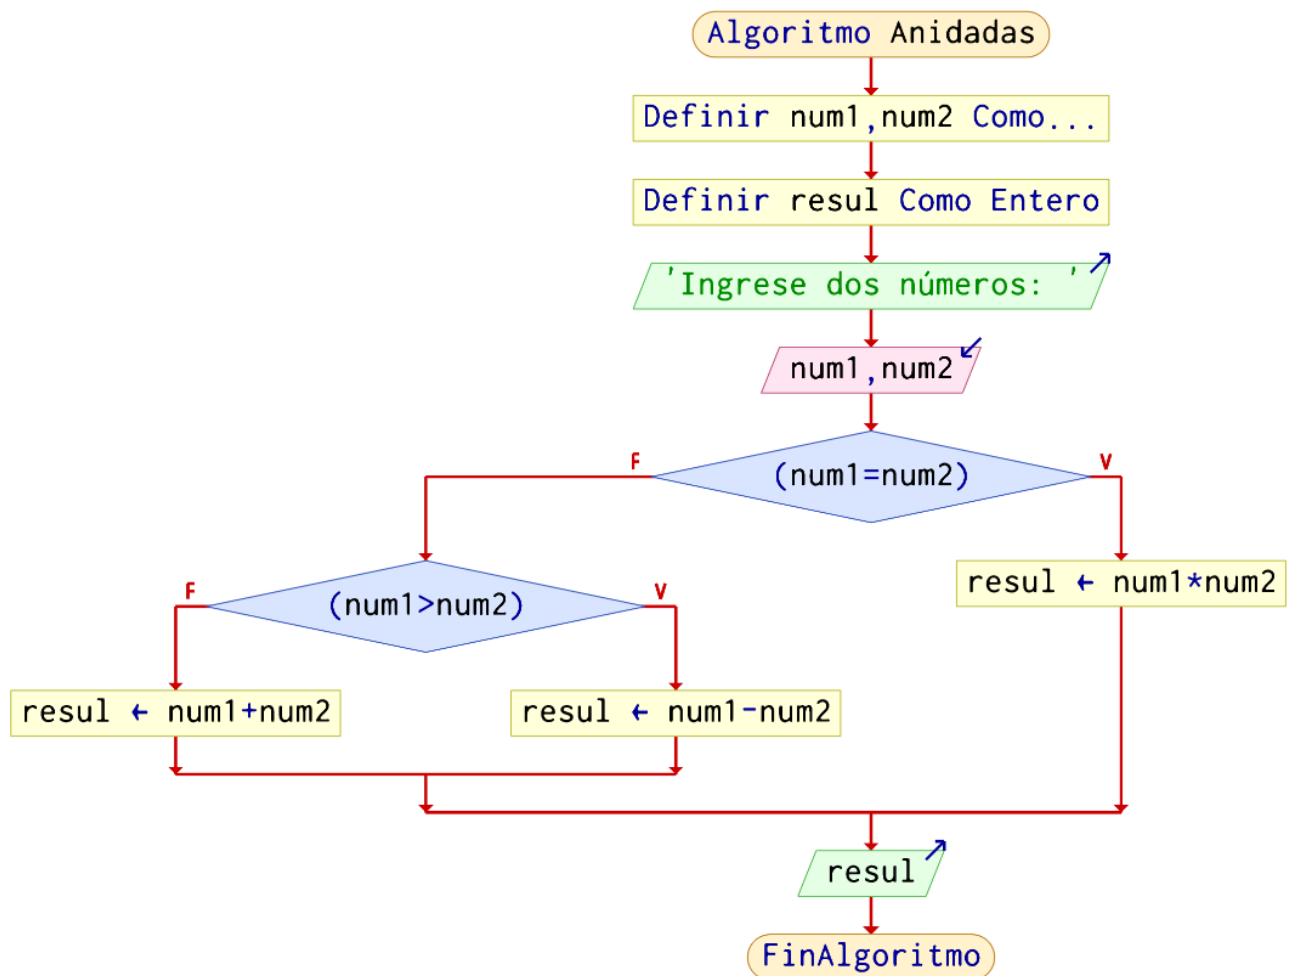 Algoritmo Anidadas
Definir num1,num2 Como...
Definir resul Como Entero
'Ingrese dos números: '
num1,num2
F
(num1=num2)
V
F
(num1>num2)
V
resul ← num1*num2
resul ← num1+num2
resul ← num1-num2
resul
FinAlgoritmo